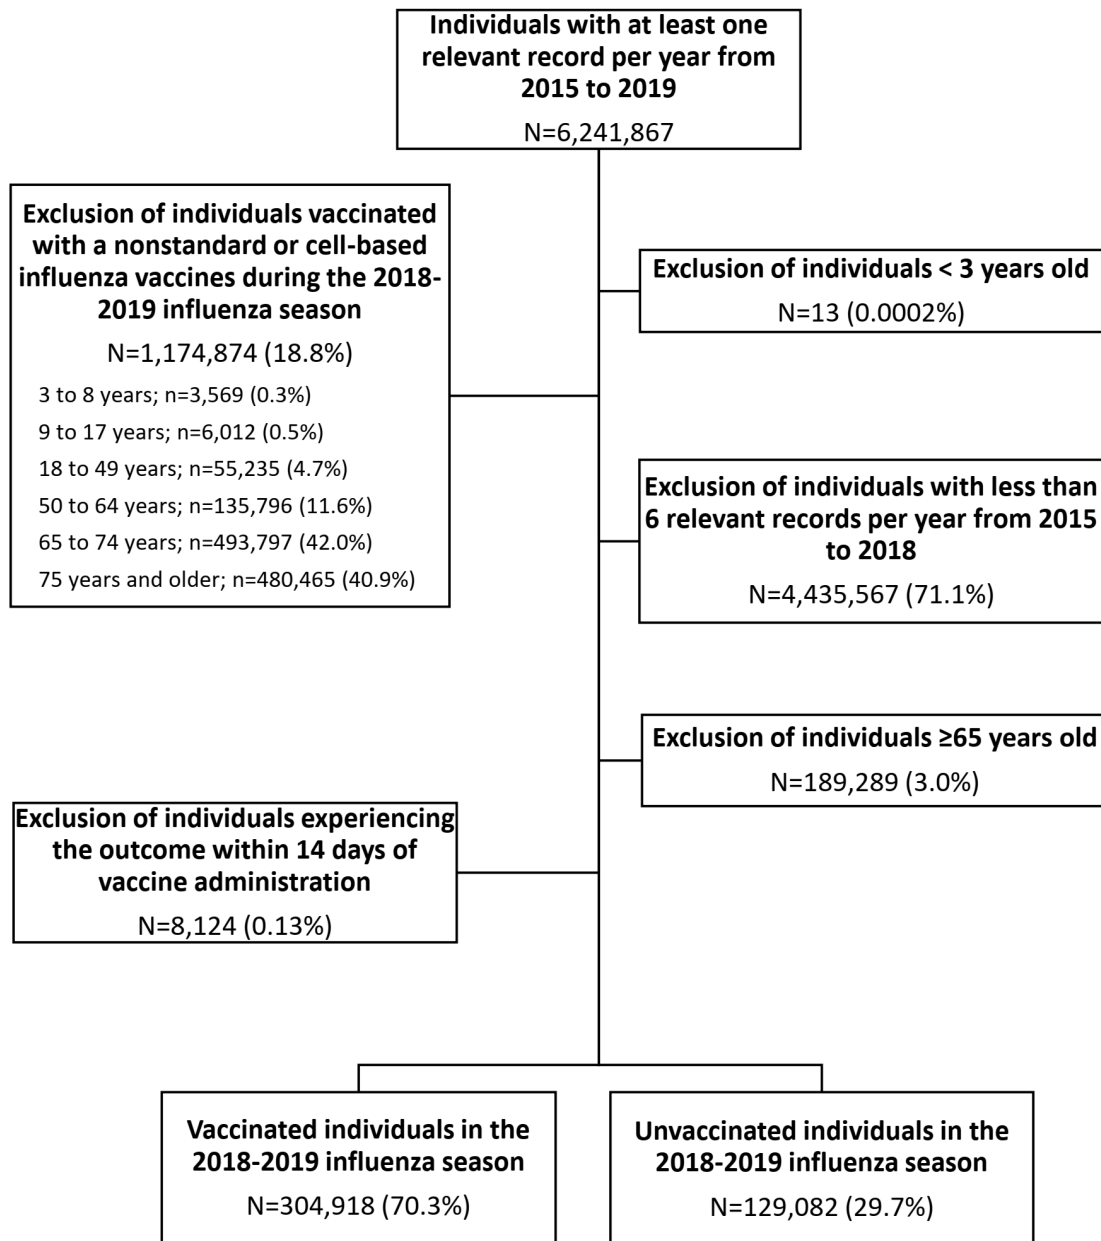 Individuals with at least one
relevant record per year from
2015 to 2019
N=6,241,867
Exclusion of individuals < 3 years old
N=13 (0.0002%)
Exclusion of individuals vaccinated
with a nonstandard or cell-based
influenza vaccines during the 2018-
2019 influenza season
N=1,174,874 (18.8%)
3 to 8 years; n=3,569 (0.3%)
9 to 17 years; n=6,012 (0.5%)
18 to 49 years; n=55,235 (4.7%)
50 to 64 years; n=135,796 (11.6%)
65 to 74 years; n=493,797 (42.0%)
75 years and older; n=480,465 (40.9%)
Exclusion of individuals with less than
6 relevant records per year from 2015
to 2018
N=4,435,567 (71.1%)
Exclusion of individuals ≥65 years old
N=189,289 (3.0%)
Exclusion of individuals experiencing
the outcome within 14 days of
vaccine administration
N=8,124 (0.13%)
Vaccinated individuals in the
2018-2019 influenza season
N=304,918 (70.3%)
Unvaccinated individuals in the
2018-2019 influenza season
N=129,082 (29.7%)